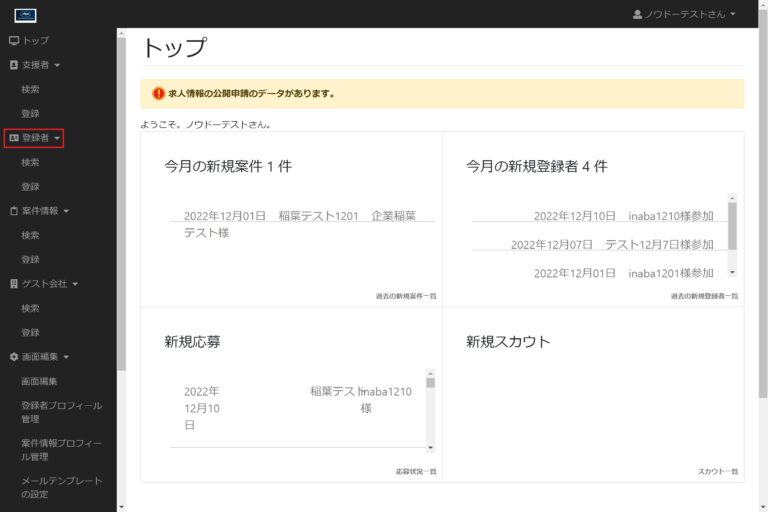 ノウドーテストさん
トップ
支援者
検索
登録
登録者
検索
登録
案件情報
検索
登録
ゲスト会社
検索
登録
画面編集
画面編集
登録者プロフィール
管理
案件情報プロフィー
ル管理
メールテンプレート
の設定
トップ
求人情報の公開申請のデータがあります。
ようこそ。ノウドーテストさん。
今月の新規案件 1 件
2022年12月01日 稲葉テスト1201 企業稲葉
テスト様
過去の新規案件一覧
今月の新規登録者 4 件
2022年12月10日 inaba1210様参加
2022年12月07日 テスト12月7日様参加
2022年12月01日 inaba1201様参加
過去の新規登録者一覧
新規応募
2022年
12月10
日
稲葉テス
inaba1210
様
応募状況一覧
新規スカウト
スカウト一覧